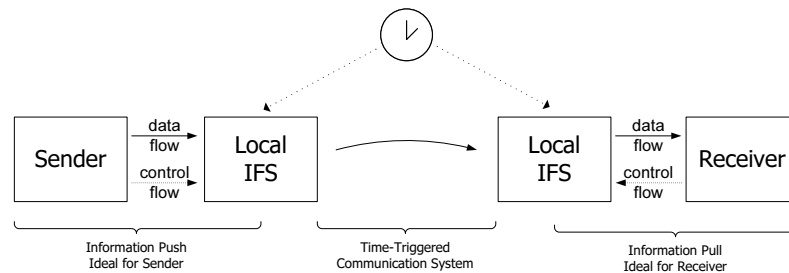 Sender
data
flow
control
flow
Local
IFS
Local
IFS
data
flow
control
flow
Receiver
Information Push
Ideal for Sender
Time-Triggered
Communication System
Information Pull
Ideal for Receiver